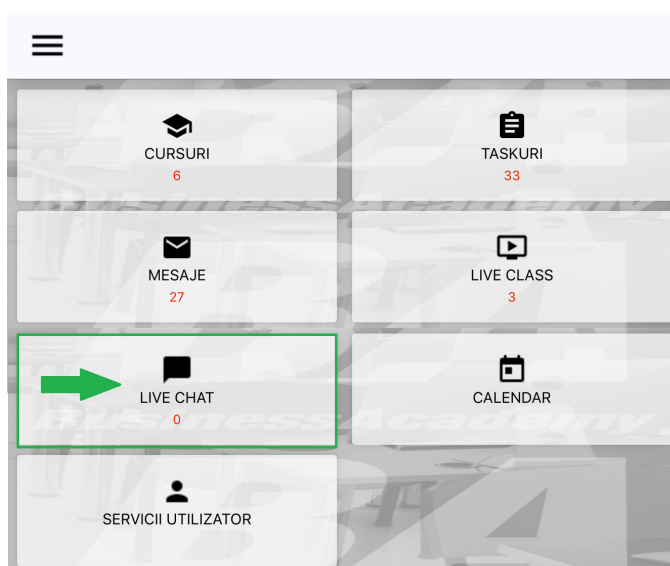 CURSURI
6
TASKURI
33
MESAJE
27
LIVE CLASS
3
LIVE CHAT
0
CALENDAR
SERVICII UTILIZATOR